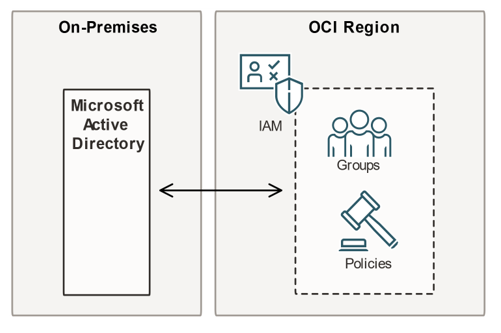 On-Premises
Microsoft
Active
Directory
OCI Region
IAM
Groups
Policies